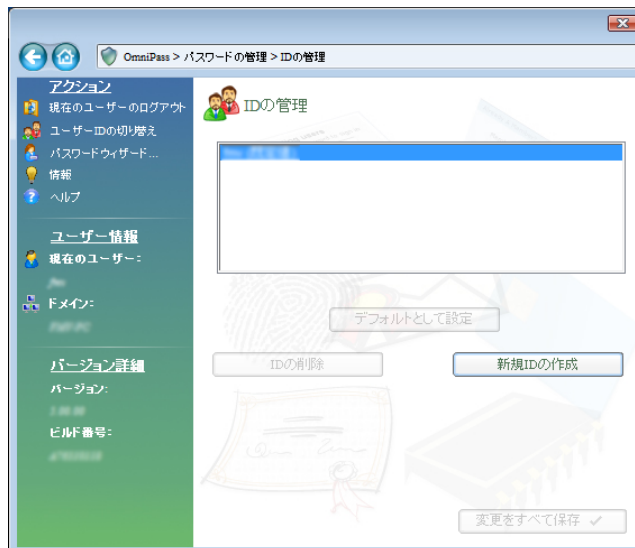 OmniPass > パスワードの管理 > IDの管理
アクション
現在のユーザーのログアウト
ユーザーIDの切り替え
パスワードウィザード...
情報
ヘルプ
ユーザー情報
現在のユーザー:
ドメイン:
バージョン詳細
バージョン:
ビルド番号:
IDの管理
デフォルトとして設定
IDの削除
新規IDの作成
変更をすべて保存 ✓